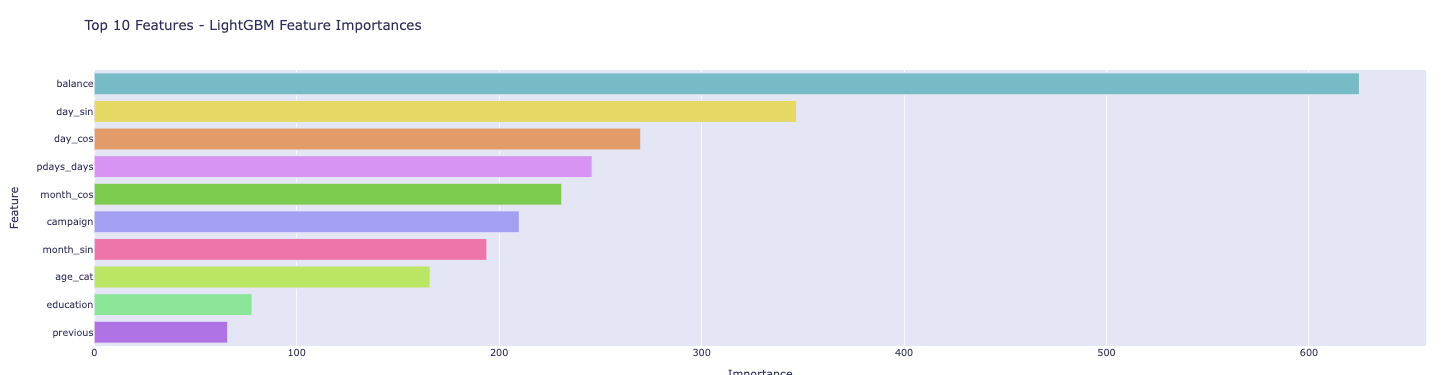 Top 10 Features - LightGBM Feature Importances
Feature
balance
day_sin
day_cos
pdays_days
month_cos
campaign
month_sin
age_cat
education
previous
0 100 200 300 400 500 600
Importance